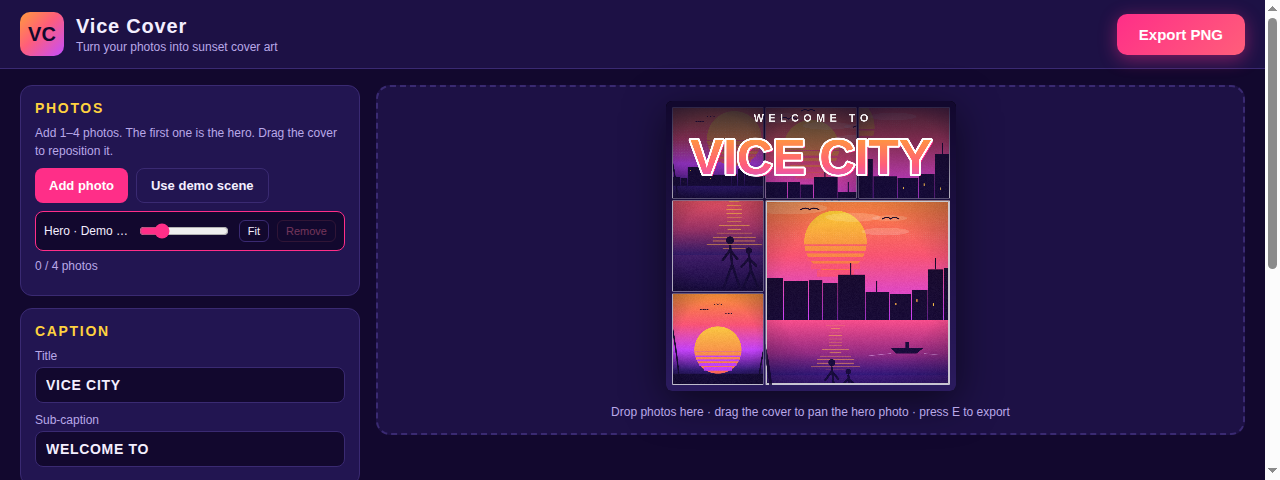 VC
Vice Cover
Turn your photos into sunset cover art
Export PNG
PHOTOS
Add 1–4 photos. The first one is the hero. Drag the cover
to reposition it.
Add photo
Use demo scene
Hero · Demo …
Fit
Remove
0 / 4 photos
CAPTION
Title
VICE CITY
Sub-caption
WELCOME TO
WELCOME TO
VICE CITY
Drop photos here · drag the cover to pan the hero photo · press E to export